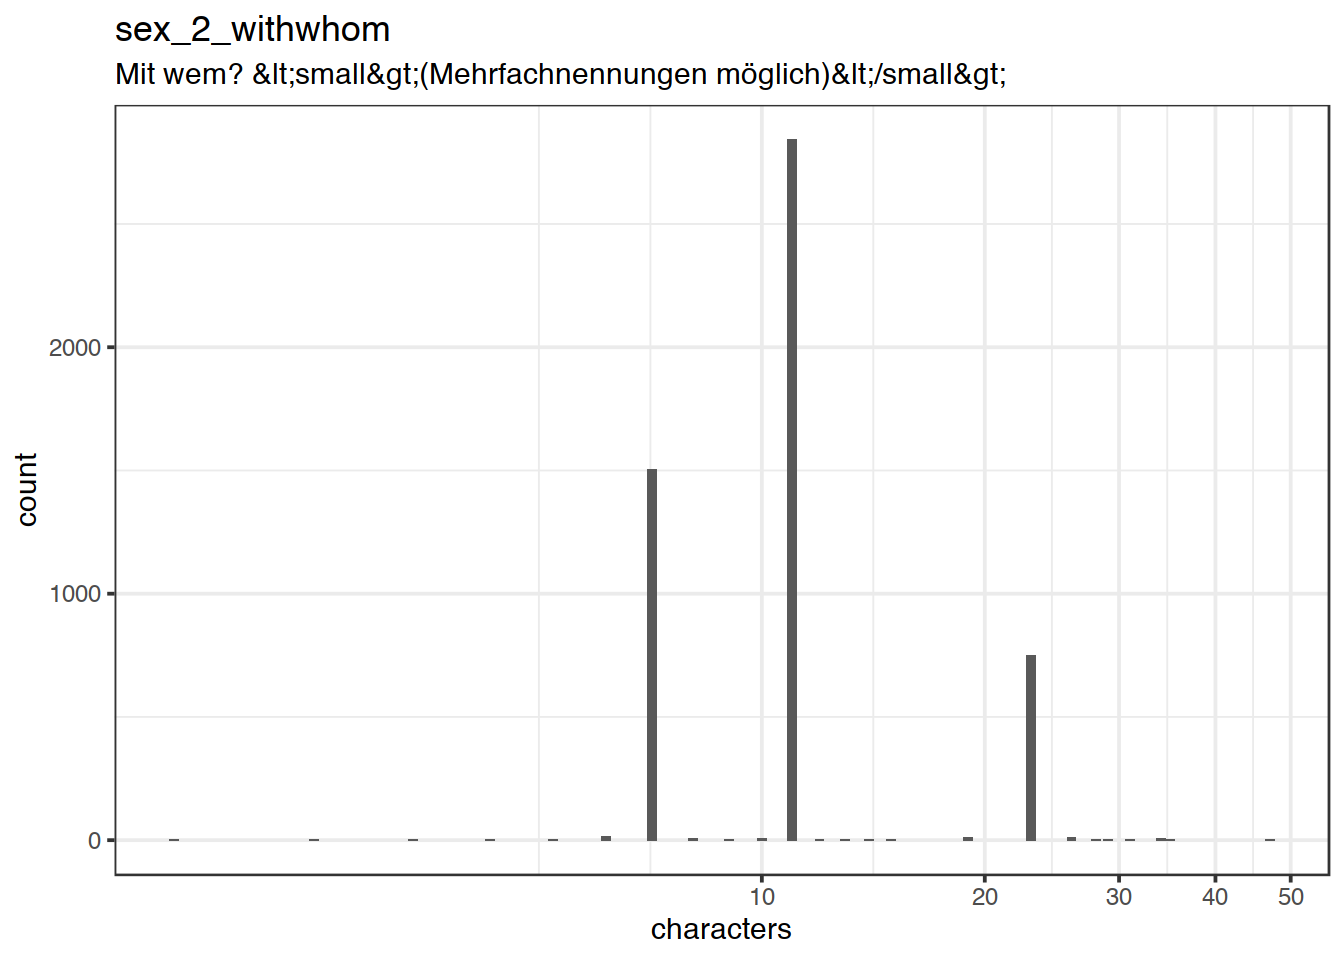 sex_2_withwhom
Mit wem? &lt;small&gt;(Mehrfachnennungen möglich)&lt;/small&gt;
2000
1000
0
count
10 20 30 40 50
characters